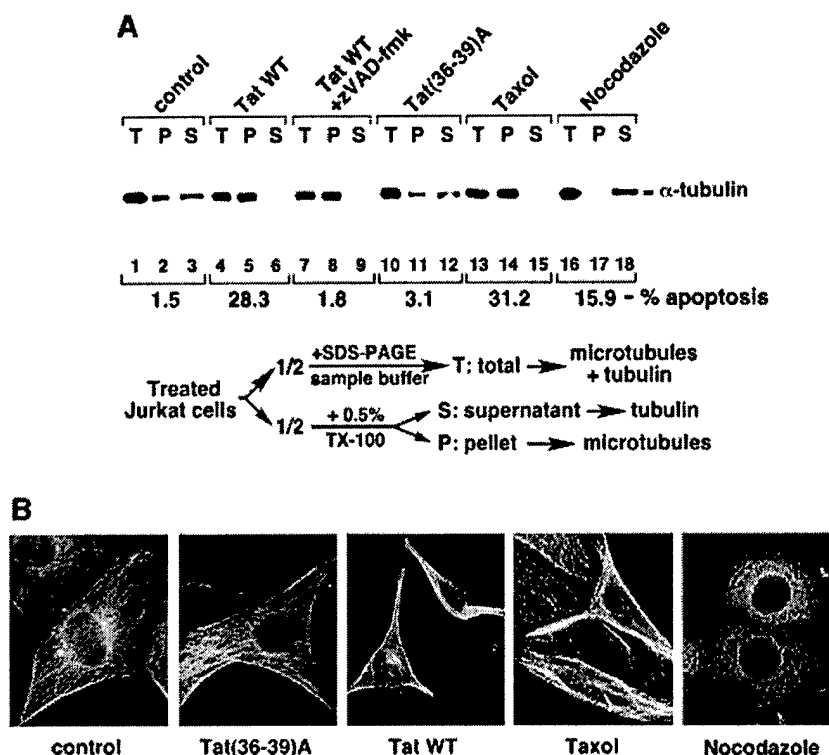 A
control Tat WT Tat WT +zVAD-fmk Tat(36-39)A Taxol Nocodazole
T P S T P S T P S T P S T P S T P S
α-tubulin
1 2 3 4 5 6 7 8 9 10 11 12 13 14 15 16 17 18
1.5 28.3 1.8 3.1 31.2 15.9 - % apoptosis
Treated Jurkat cells
1/2 +SDS-PAGE sample buffer T: total microtubules + tubulin
1/2 + 0.5% TX-100 S: supernatant tubulin
P: pellet microtubules
B
control Tat(36-39)A Tat WT Taxol Nocodazole